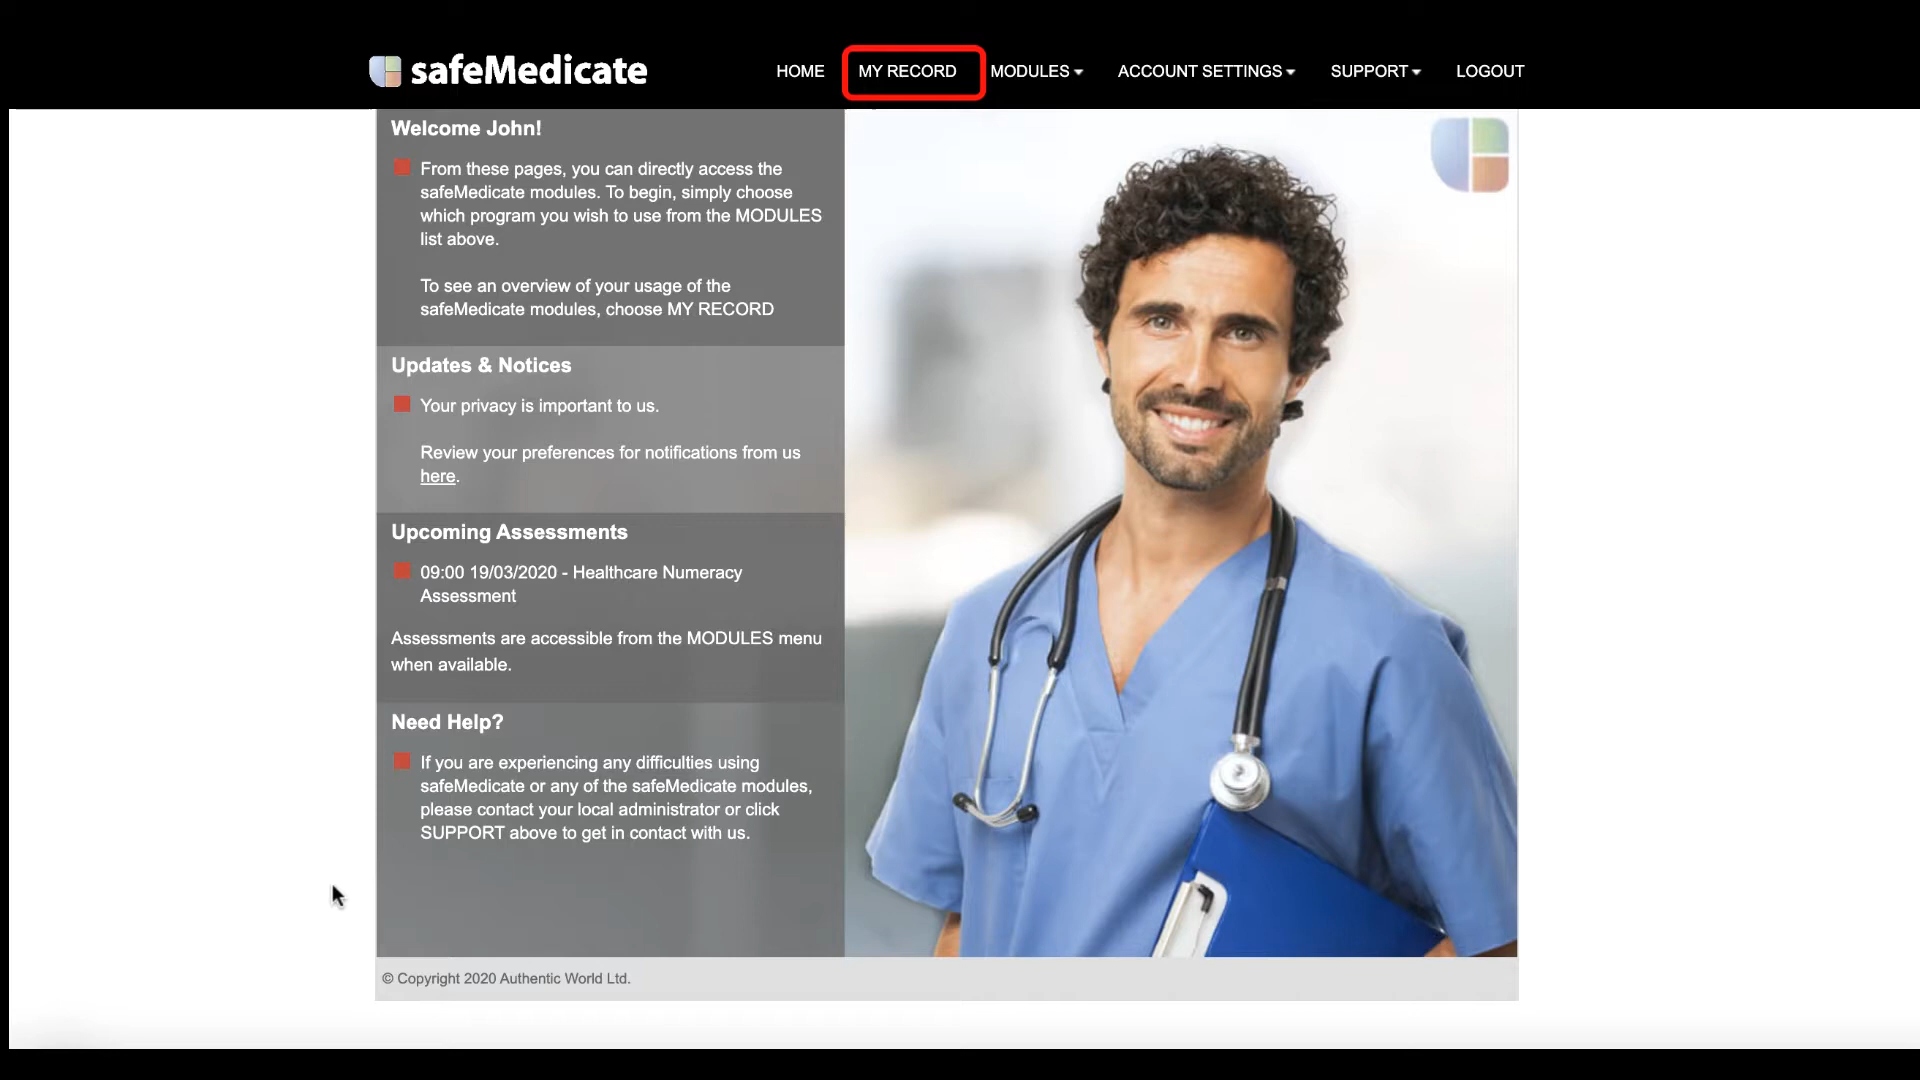 safeMedicate
HOME MY RECORD MODULES ACCOUNT SETTINGS SUPPORT LOGOUT
Welcome John!
From these pages, you can directly access the
safeMedicate modules. To begin, simply choose
which program you wish to use from the MODULES
list above.
To see an overview of your usage of the
safeMedicate modules, choose MY RECORD
Updates & Notices
Your privacy is important to us.
Review your preferences for notifications from us
here.
Upcoming Assessments
09:00 19/03/2020 - Healthcare Numeracy
Assessment
Assessments are accessible from the MODULES menu
when available.
Need Help?
If you are experiencing any difficulties using
safeMedicate or any of the safeMedicate modules,
please contact your local administrator or click
SUPPORT above to get in contact with us.
© Copyright 2020 Authentic World Ltd.